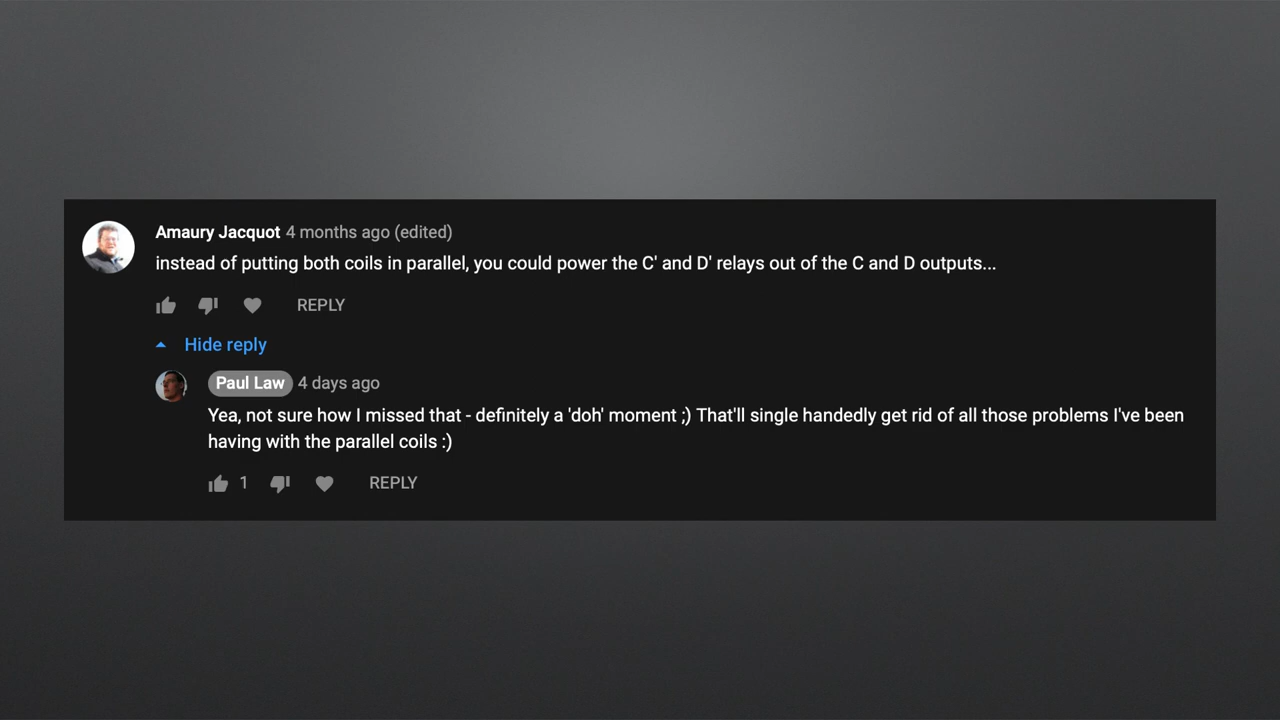 Amaury Jacquot 4 months ago (edited)
instead of putting both coils in parallel, you could power the C' and D' relays out of the C and D outputs...
REPLY
Hide reply
Paul Law 4 days ago
Yea, not sure how I missed that - definitely a 'doh' moment ;) That'll single handedly get rid of all those problems I've been
having with the parallel coils :)
1 REPLY